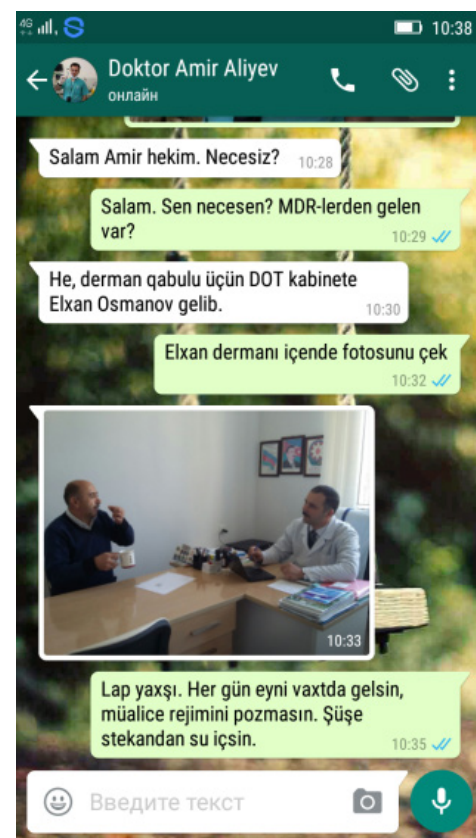 4G
10:38
Doktor Amir Aliyev
онлайн
Salam Amir hekim. Necesiz?
10:28
Salam. Sen necesen? MDR-lerden gelen
var?
10:29
He, derman qabulu üçün DOT kabinete
Elxan Osmanov gelib.
10:30
Elxan dermanı içende fotosunu çek
10:32
10:33
Lap yaxşı. Her gün eyni vaxtda gelsin,
müalice rejimini pozmasın. Şüşe
stekandan su içsin.
10:35
Введите текст